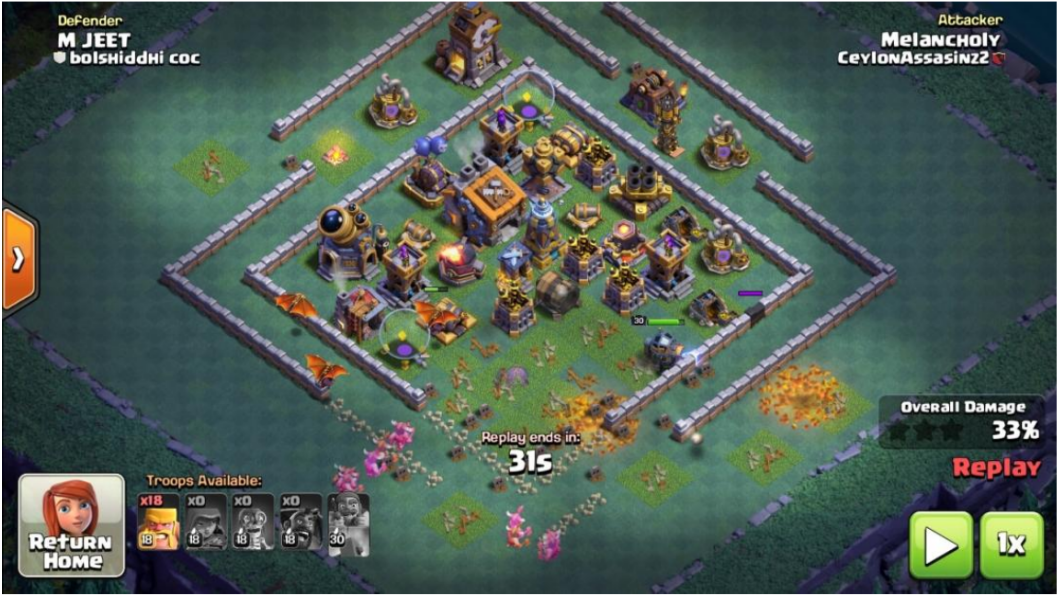 Defender
M JEET
bolshiddhi coc
Attacker
Melancholy
CeylonAssasinz2
30
Replay ends in:
31s
Overall Damage
33%
Replay
Troops Available:
x18 x0 x0 x0
18 18 18 18 30
Return
Home
1x